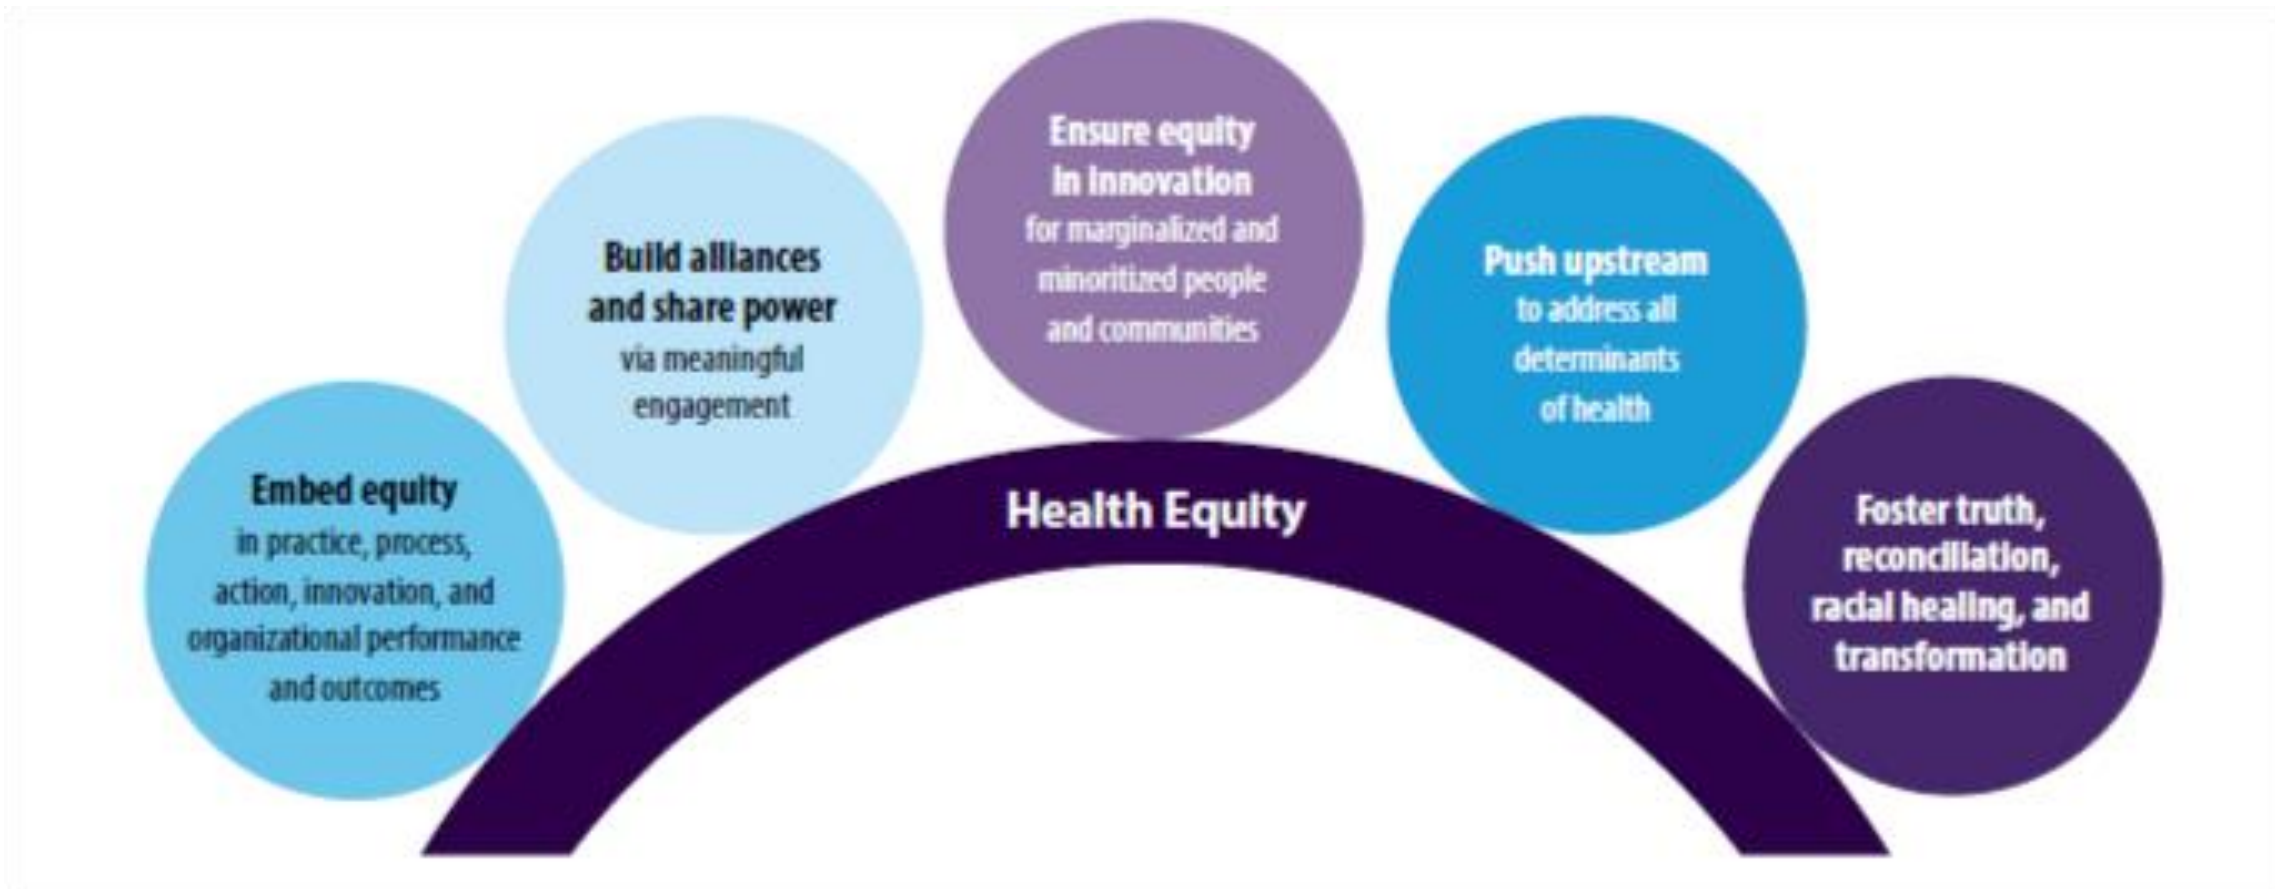 Embed equity
in practice, process,
action, innovation, and
organizational performance
and outcomes
Build alliances
and share power
via meaningful
engagement
Ensure equity
in innovation
for marginalized and
minoritized people
and communities
Push upstream
to address all
determinants
of health
Foster truth,
reconciliation,
racial healing, and
transformation
Health Equity